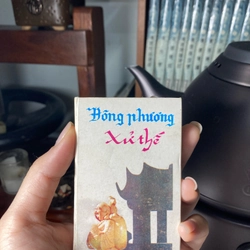 Đông phương
Xử thế